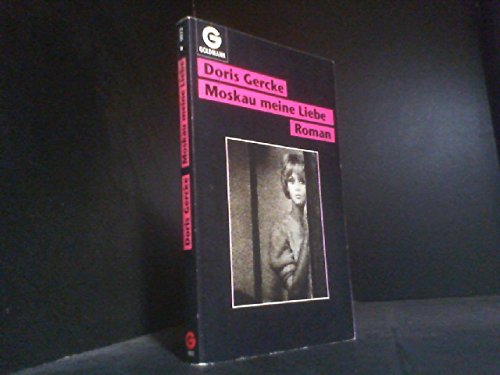 GOLDMANN
Doris Gercke
Moskau meine Liebe
Roman
Doris Gercke Moskau meine Liebe